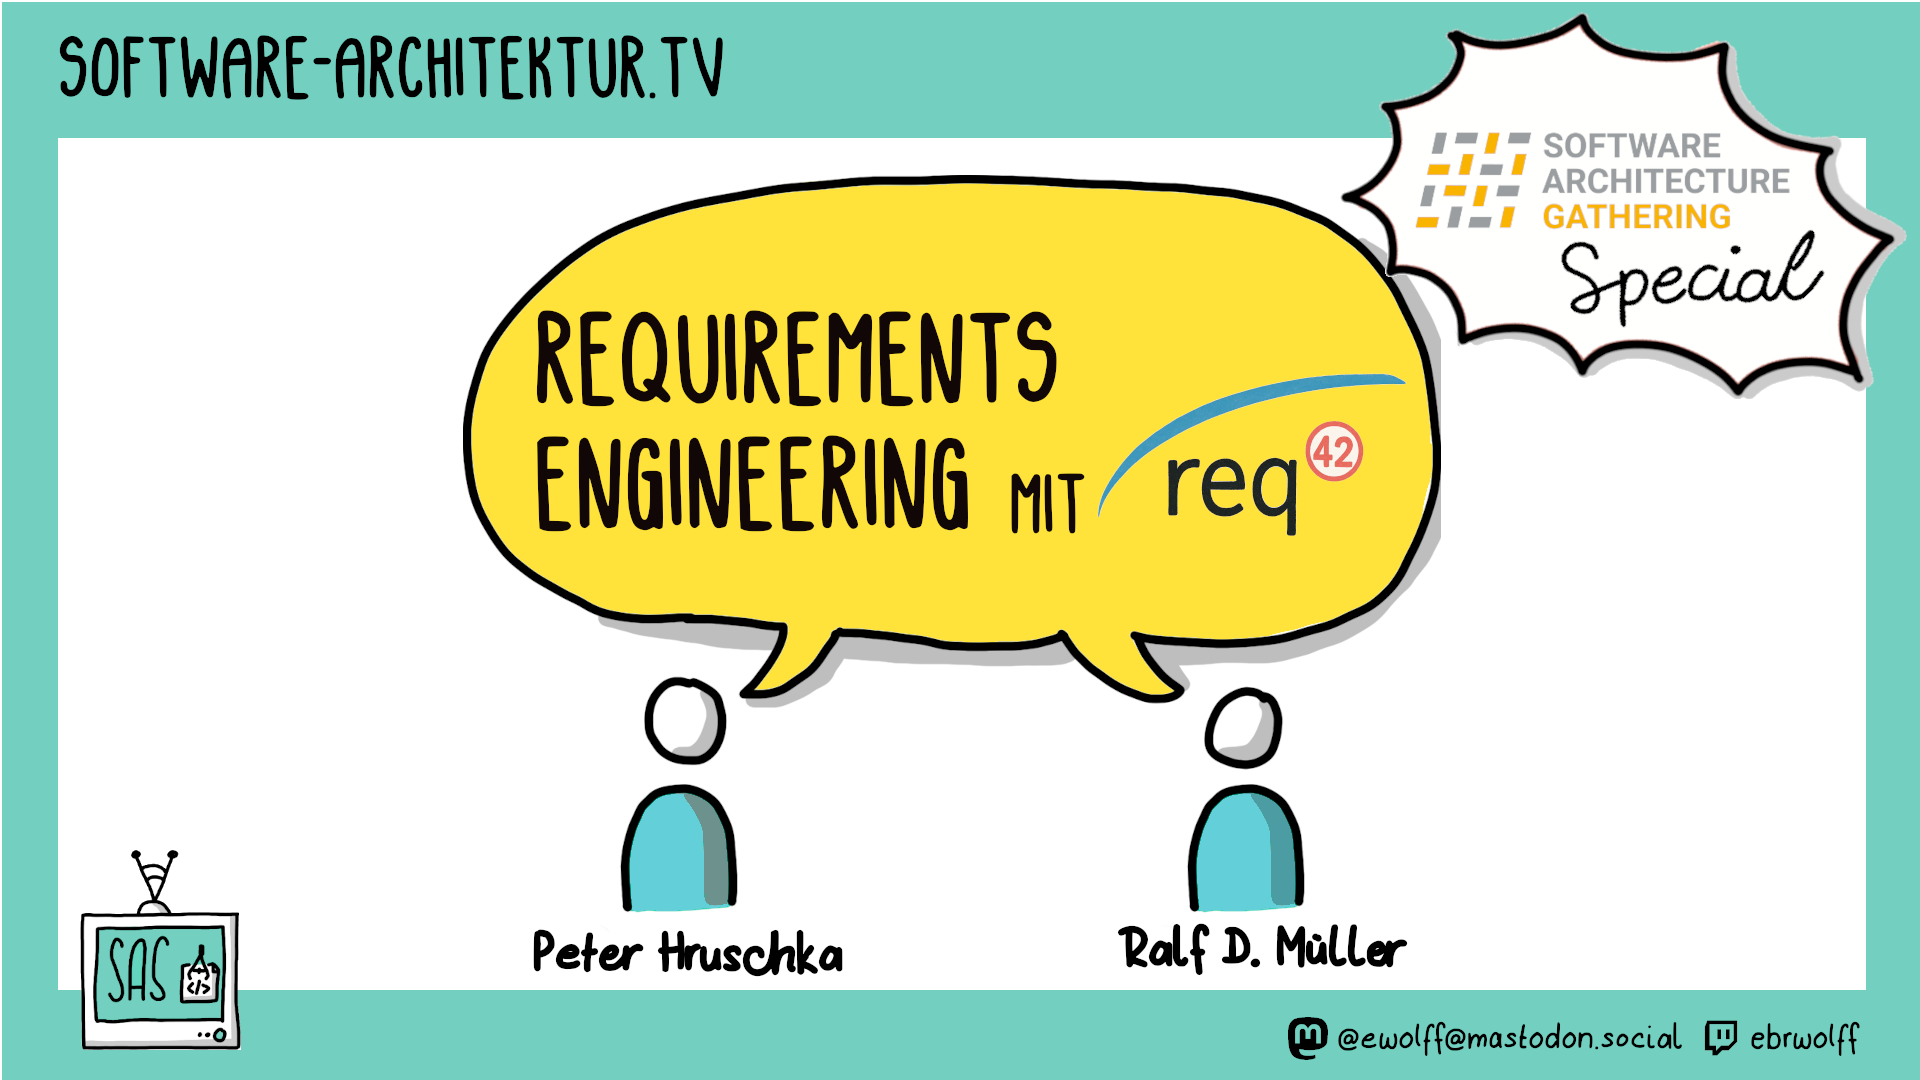 SOFTWARE-ARCHITEKTUR.TV
SOFTWARE
ARCHITECTURE
GATHERING
Special
REQUIREMENTS
ENGINEERING MIT req42
Peter Hruschka
Ralf D. Müller
SAS
</>
@ewolff@mastodon.social ebrwolff